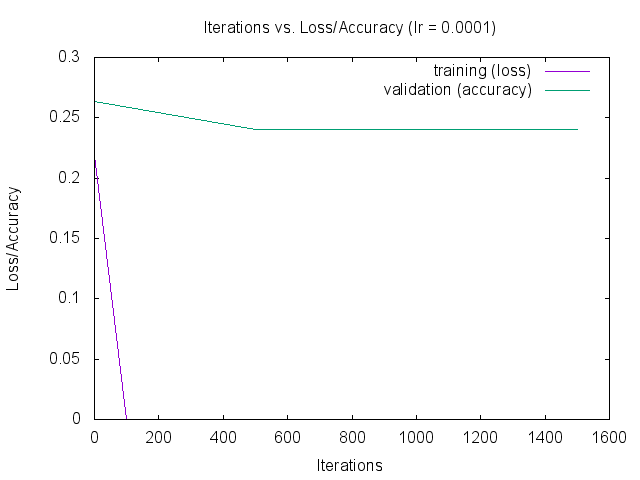 Iterations vs. Loss/Accuracy (lr = 0.0001)
training (loss)
validation (accuracy)
0.3
0.25
0.2
0.15
0.1
0.05
0
Loss/Accuracy
0 200 400 600 800 1000 1200 1400 1600
Iterations